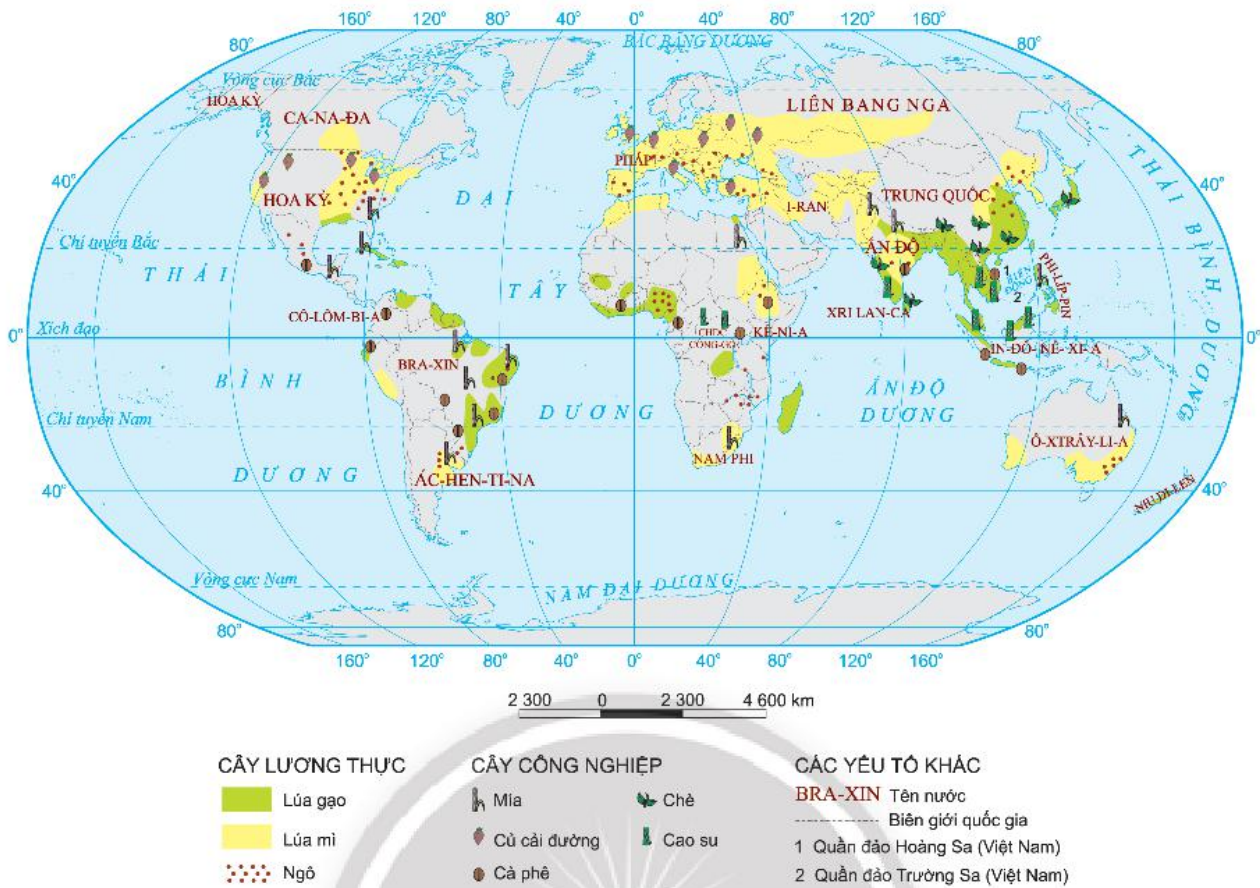 160° 120° 80° 40° 0° 40° 80° 120° 160°
80° BẮC BĂNG DƯƠNG 80°
Vòng cực Bắc
HOA KỲ
CA-NA-ĐA
LIÊN BANG NGA
PHÁP
40° 40°
HOA KỲ
ĐẠI
I-RAN
TRUNG QUỐC
Chí tuyến Bắc
ẤN ĐỘ
THÁI
TÂY
1
2
PHI-LÍP-PIN
THÁI BÌNH DƯƠNG
CÔ-LÔM-BI-A
XRI LAN-CA
0° Xích đạo 0°
KÊ-NI-A
CHDC
CÔNG-GÔ
IN-ĐÔ-NÊ-XI-A
BRA-XIN
BÌNH
DƯƠNG
ẤN ĐỘ
DƯƠNG
Chí tuyến Nam
NAM PHI
Ô-XTRÂY-LI-A
ÁC-HEN-TI-NA
DƯƠNG
40° 40°
NIU DI-LEN
Vòng cực Nam
NAM ĐẠI DƯƠNG
80° 80°
160° 120° 80° 40° 0° 40° 80° 120° 160°
2 300 0 2 300 4 600 km
CÂY LƯƠNG THỰC
Lúa gạo
Lúa mì
Ngô
CÂY CÔNG NGHIỆP
Mía
Củ cải đường
Cà phê
Chè
Cao su
CÁC YẾU TỐ KHÁC
BRA-XIN Tên nước
Biên giới quốc gia
1 Quần đảo Hoàng Sa (Việt Nam)
2 Quần đảo Trường Sa (Việt Nam)